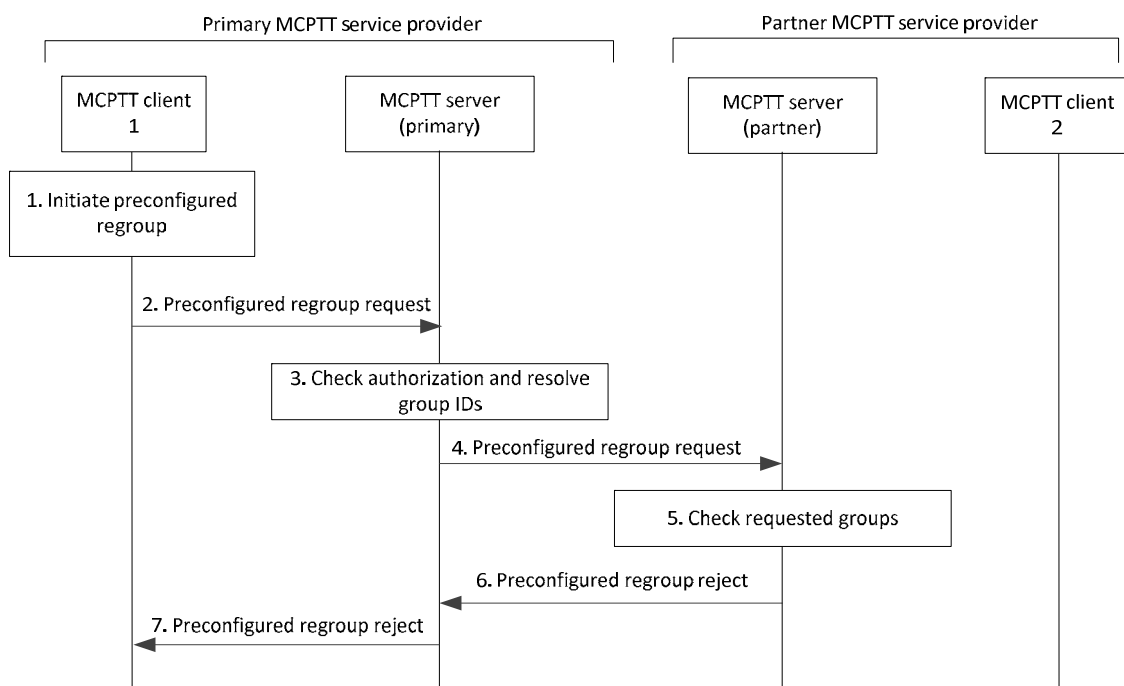 Primary MCPTT service provider
Partner MCPTT service provider
MCPTT client
1
MCPTT server
(primary)
MCPTT server
(partner)
MCPTT client
2
1. Initiate preconfigured
regroup
2. Preconfigured regroup request
3. Check authorization and resolve
group IDs
4. Preconfigured regroup request
5. Check requested groups
6. Preconfigured regroup reject
7. Preconfigured regroup reject